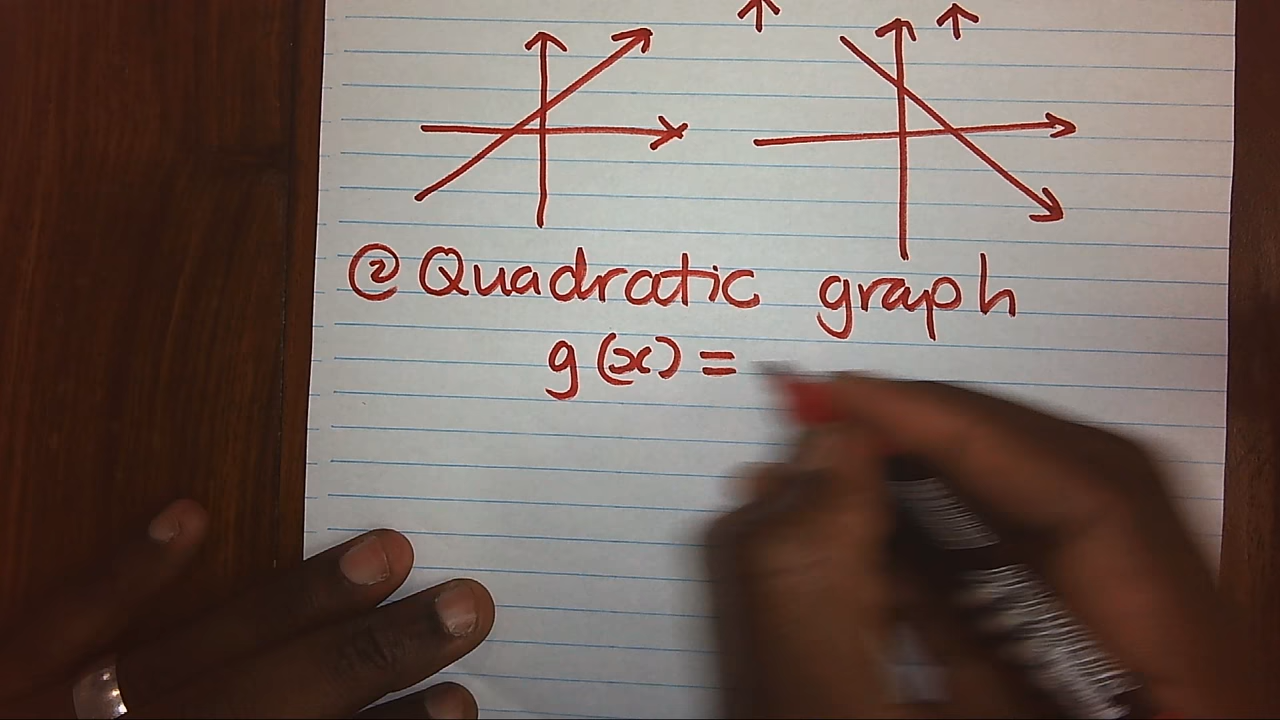 ② Quadratic graph
g(x) =